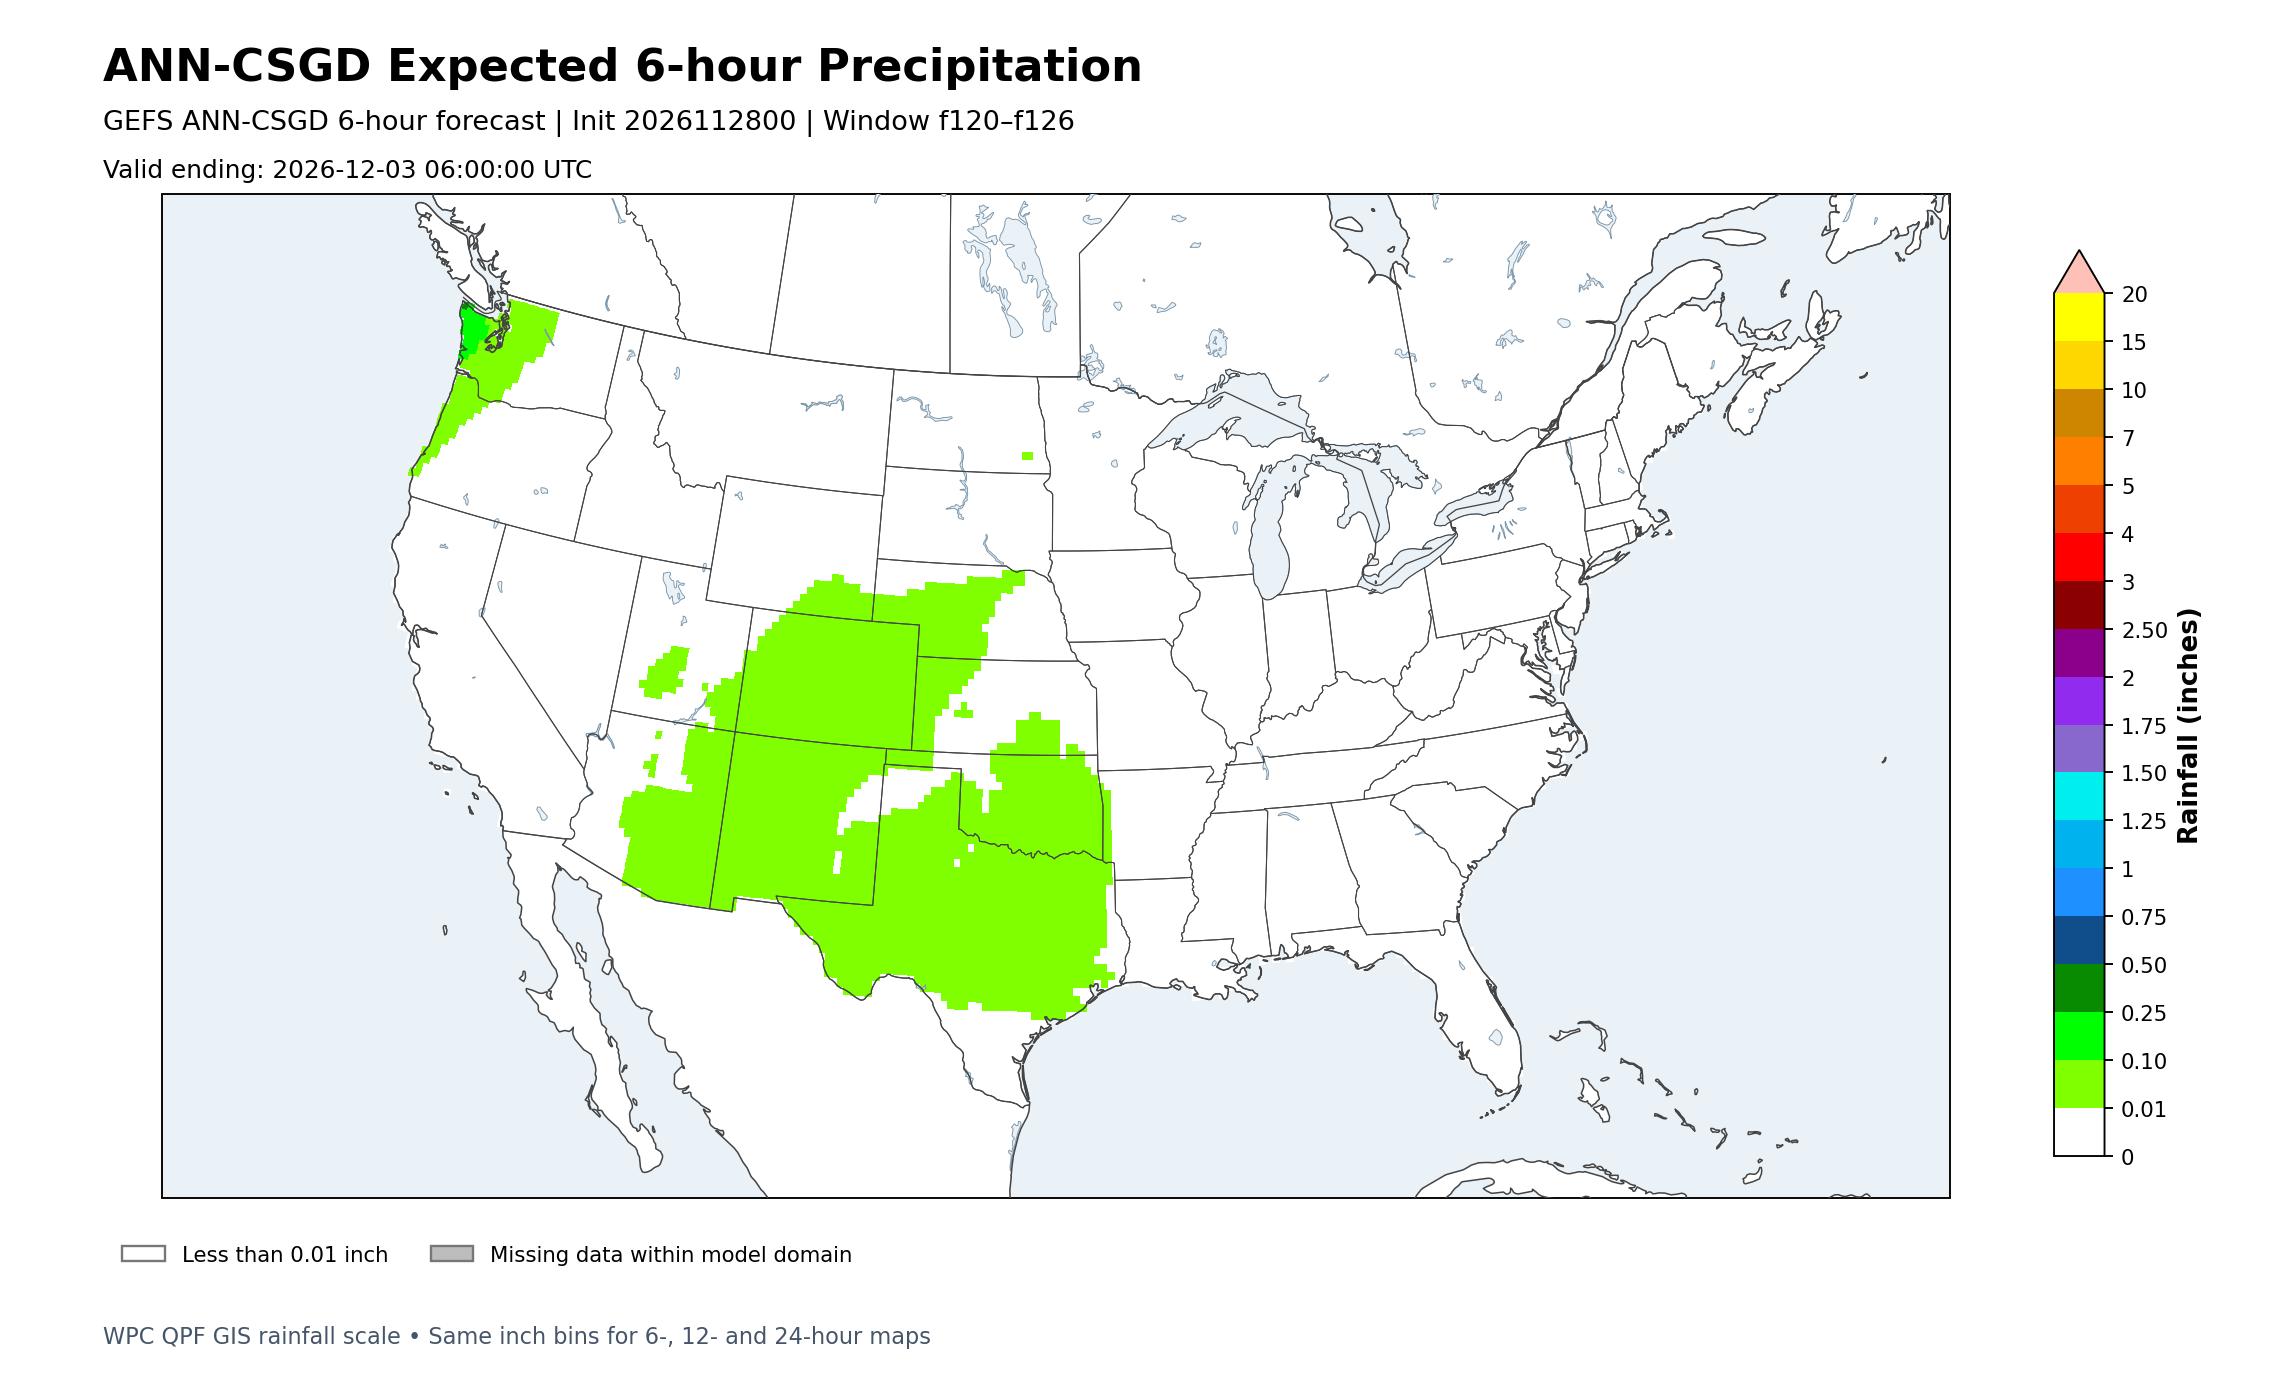 ANN-CSGD Expected 6-hour Precipitation
GEFS ANN-CSGD 6-hour forecast | Init 2026112800 | Window f120–f126
Valid ending: 2026-12-03 06:00:00 UTC
20
15
10
7
5
4
3
2.50
2
1.75
1.50
1.25
1
0.75
0.50
0.25
0.10
0.01
0
Rainfall (inches)
Less than 0.01 inch
Missing data within model domain
WPC QPF GIS rainfall scale • Same inch bins for 6-, 12- and 24-hour maps